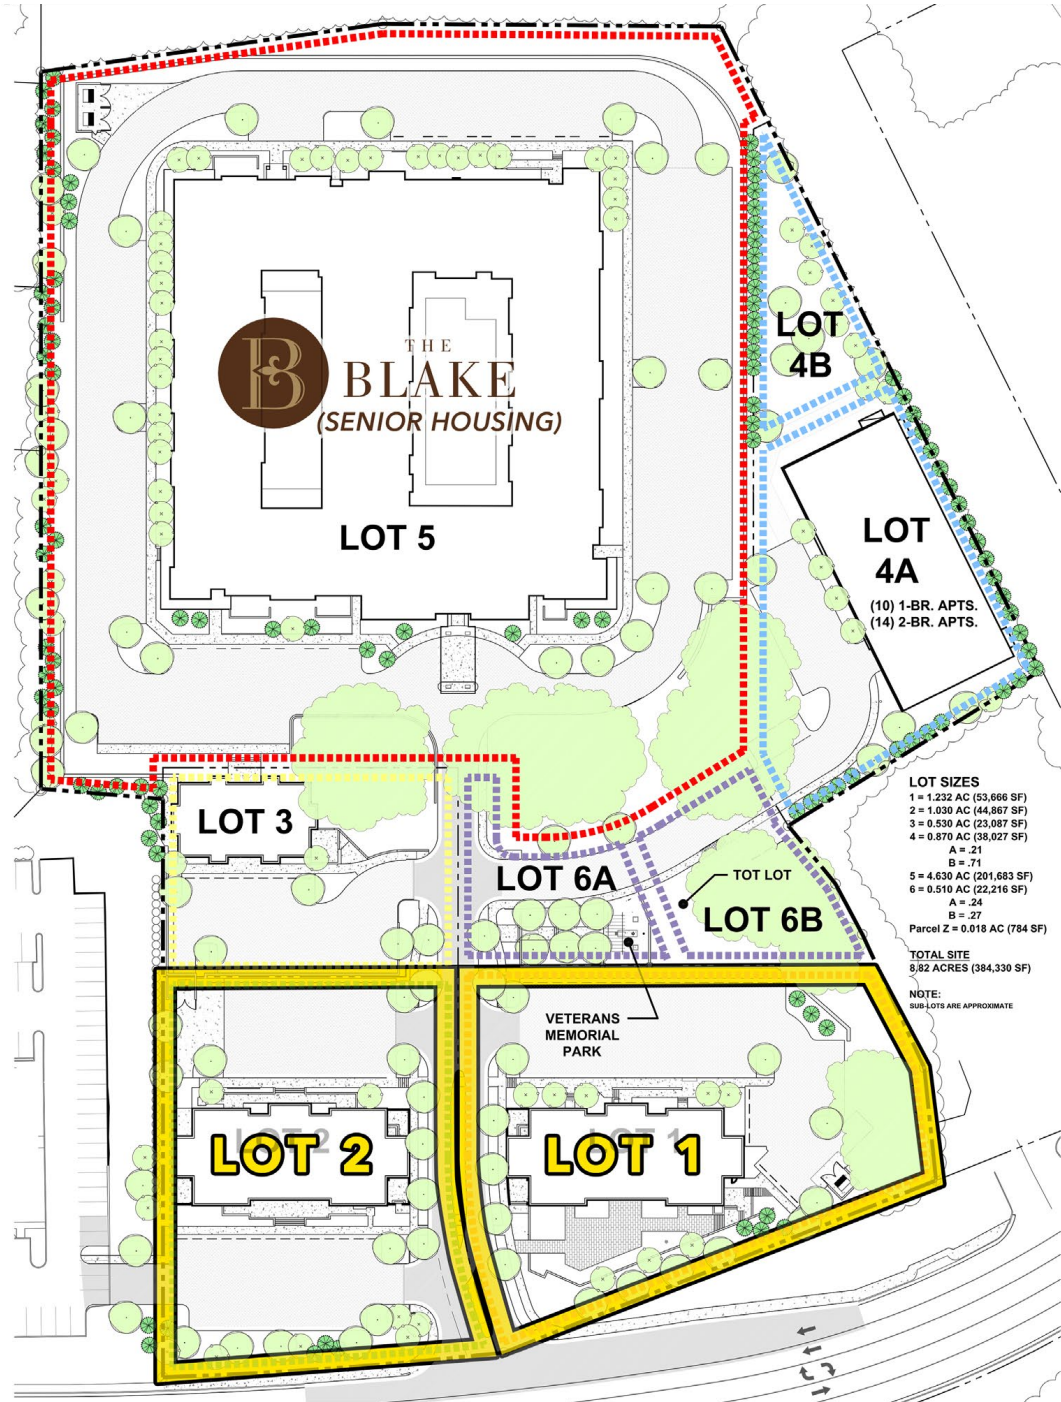 THE
BLAKE
(SENIOR HOUSING)
LOT 5
LOT
4B
LOT
4A
(10) 1-BR. APTS.
(14) 2-BR. APTS.
LOT 3
LOT 6A
TOT LOT
LOT 6B
VETERANS
MEMORIAL
PARK
LOT SIZES
1 = 1.232 AC (53,666 SF)
2 = 1.030 AC (44,867 SF)
3 = 0.530 AC (23,087 SF)
4 = 0.870 AC (38,027 SF)
A = .21
B = .71
5 = 4.630 AC (201,683 SF)
6 = 0.510 AC (22,216 SF)
A = .24
B = .27
Parcel Z = 0.018 AC (784 SF)
TOTAL SITE
8.82 ACRES (384,330 SF)
NOTE:
SUB-LOTS ARE APPROXIMATE
LOT 2
LOT 1